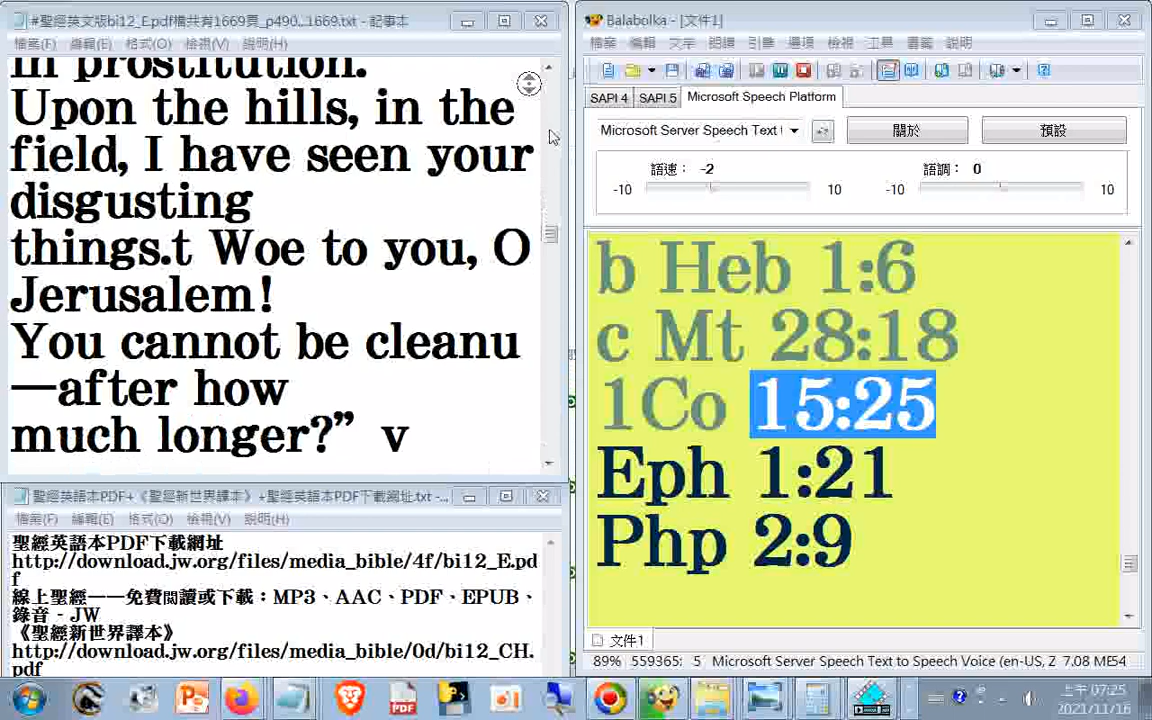 #聖經英文版bi12_E.pdf檔共有1669頁_p490...1669.txt - 記事本
檔案(F) 編輯(E) 格式(O) 檢視(V) 說明(H)
in prostitution.
Upon the hills, in the
field, I have seen your
disgusting
things.t Woe to you, O
Jerusalem!
You cannot be cleanu
—after how
much longer?” v
聖經英語本PDF+《聖經新世界譯本》+聖經英語本PDF下載網址.txt - ...
檔案(F) 編輯(E) 格式(O) 檢視(V) 說明(H)
聖經英語本PDF下載網址
http://download.jw.org/files/media_bible/4f/bi12_E.pd
f
線上聖經——免費閱讀或下載：MP3、AAC、PDF、EPUB、
錄音 - JW
《聖經新世界譯本》
http://download.jw.org/files/media_bible/0d/bi12_CH.
pdf
Balabolka - [文件1]
檔案 編輯 文字 朗讀 引擎 選項 檢視 工具 書籤 說明
SAPI 4 SAPI 5 Microsoft Speech Platform
Microsoft Server Speech Text t 關於 預設
語速： -2 語調： 0
-10 10 -10 10
b Heb 1:6
c Mt 28:18
1Co 15:25
Eph 1:21
Php 2:9
文件1
89% 559365: 5 Microsoft Server Speech Text to Speech Voice (en-US, Z 7.08 ME54
PDF
上午 07:25
2021/11/16